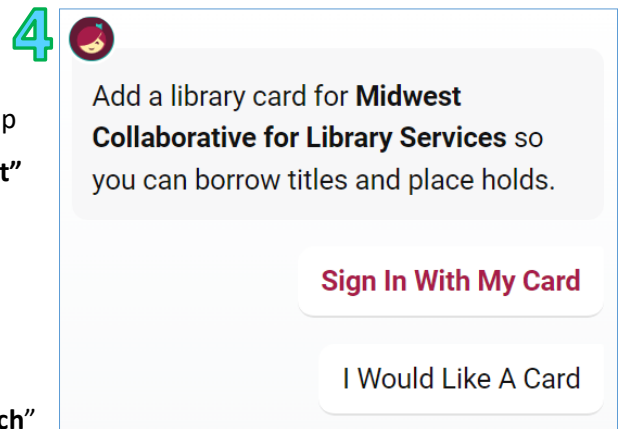 4
Add a library card for Midwest
p
Collaborative for Library Services so
t”
you can borrow titles and place holds.
Sign In With My Card
I Would Like A Card
ch”